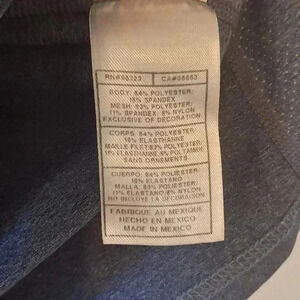 RN#88323 CA#05553
BODY: 84% POLYESTER;
16% SPANDEX
MESH: 83% POLYESTER;
11% SPANDEX; 6% NYLON
EXCLUSIVE OF DECORATION
CORPS: 84% POLYESTER;
16% ELASTHANNE
MAILLE FILET:83% POLYESTER;
11% ELASTHANNE;6% POLYAMIDE
SANS ORNEMENTS
CUERPO: 84% POLIESTER
16% ELASTANO
MALLA: 83% POLIESTER;
11% ELASTANO; 6% NYLON
NO INCLUYE LA DECORACION
FABRIQUE AU MEXIQUE
HECHO EN MEXICO
MADE IN MEXICO